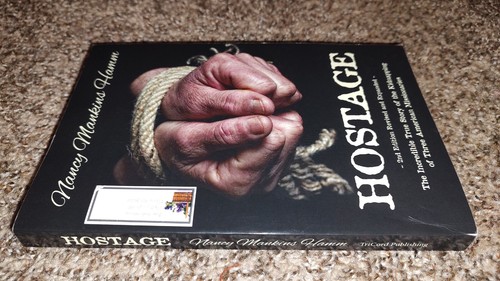 Nancy Mankins Hamm
HOSTAGE
- 2nd Edition Revised and Expanded -
The Incredible True Story of the Kidnapping
of Three American Missionaries
HOSTAGE Nancy Mankins Hamm TriCord Publishing